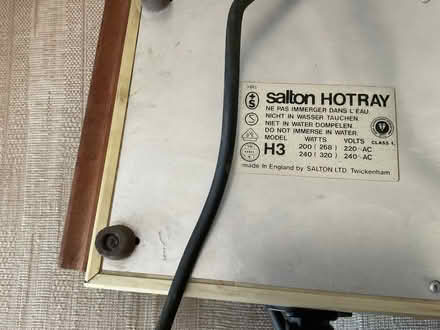 salton HOTRAY
NE PAS IMMERGER DANS L'EAU.
NICHT IN WASSER TAUCHEN
NIET IN WATER DOMPELEN.
DO NOT IMMERSE IN WATER.
MODEL WATTS VOLTS CLASS 1.
H3 200 (268) 220~AC
240 (320) 240~AC
made in England by SALTON LTD. Twickenham